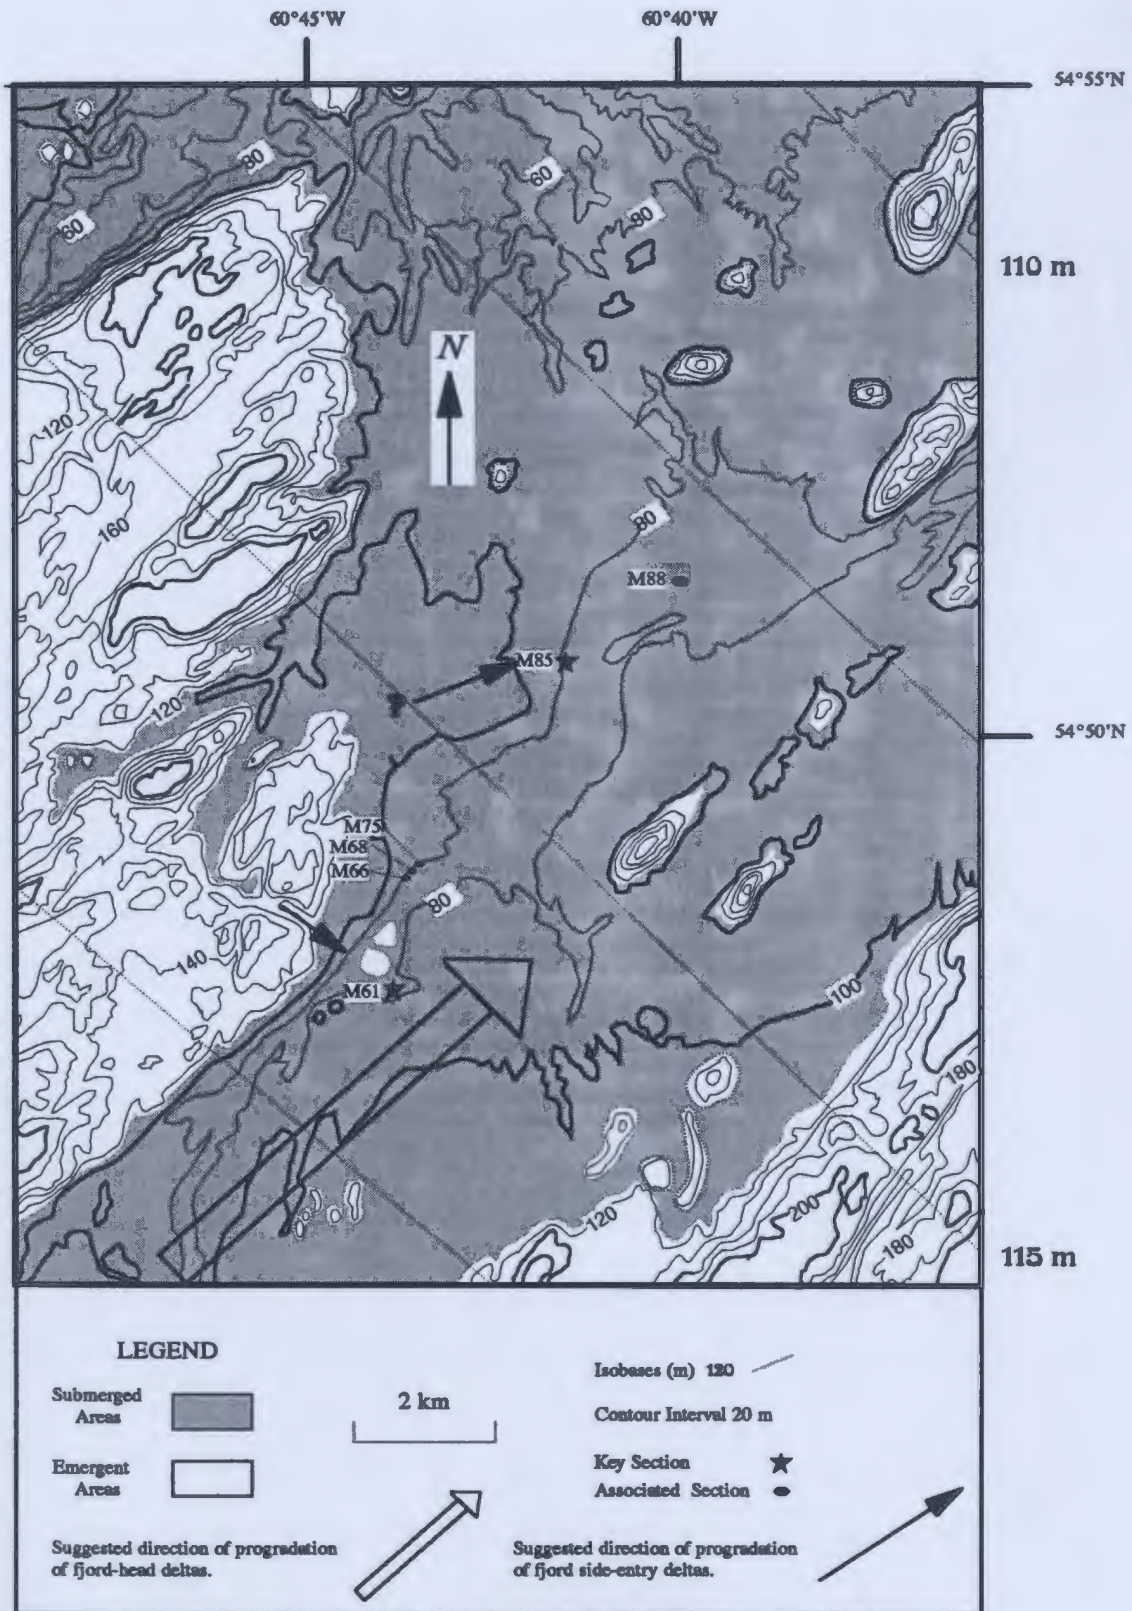 60°45'W 60°40'W
54°55'N
80
60
60
80
110 m
N
120
160
80
M88
M85
120
54°50'N
M75
M68
M66
80
140
M61
100
180
120
200
180
115 m
LEGEND
Submerged
Areas
2 km
Isobases (m) 120
Contour Interval 20 m
Emergent
Areas
Key Section
Associated Section
Suggested direction of progradation
of fjord-head deltas.
Suggested direction of progradation
of fjord side-entry deltas.